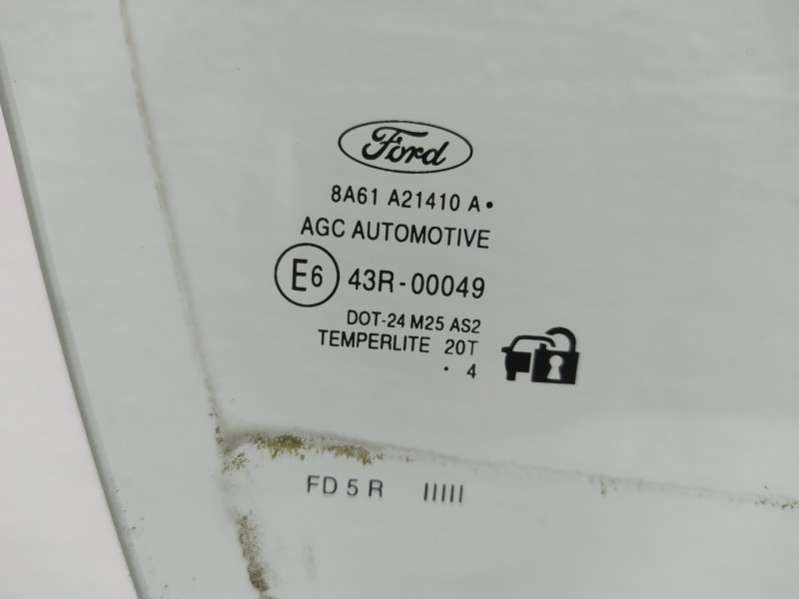 Ford
8A61 A21410 A•
AGC AUTOMOTIVE
E6 43R-00049
DOT-24 M25 AS2
TEMPERLITE 20T
· 4
FD 5 R IIIII